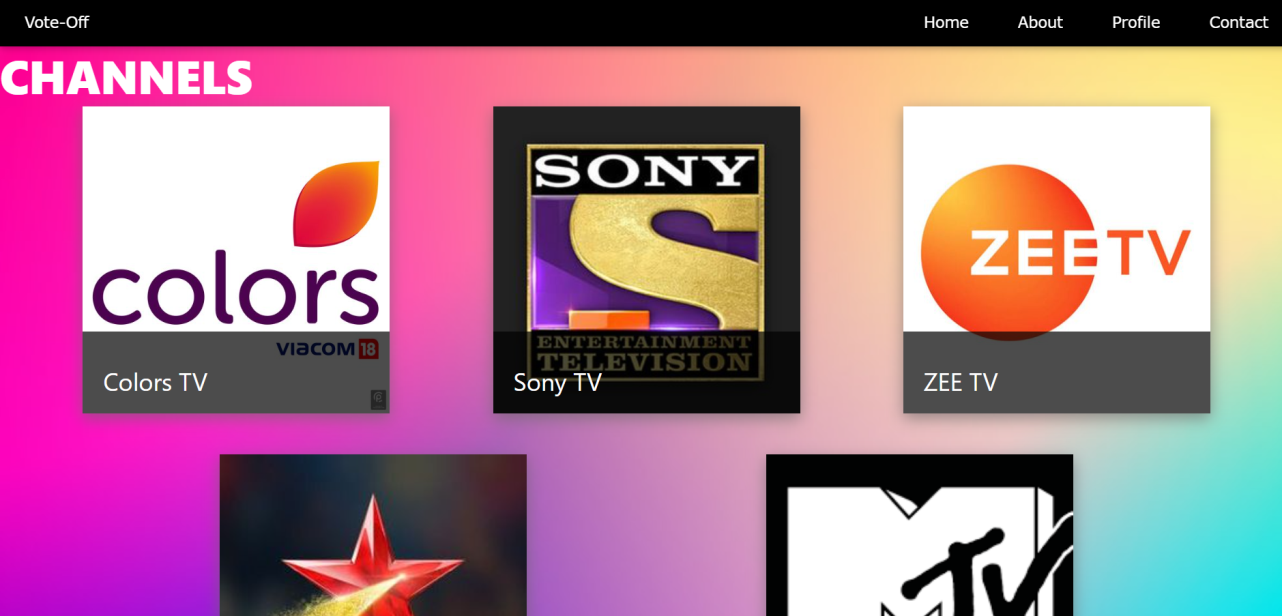 Vote-Off Home About Profile Contact
CHANNELS
colors
VIACOM 18
Colors TV
SONY
ENTERTAINMENT
TELEVISION
Sony TV
ZEE TV
ZEE TV
TV